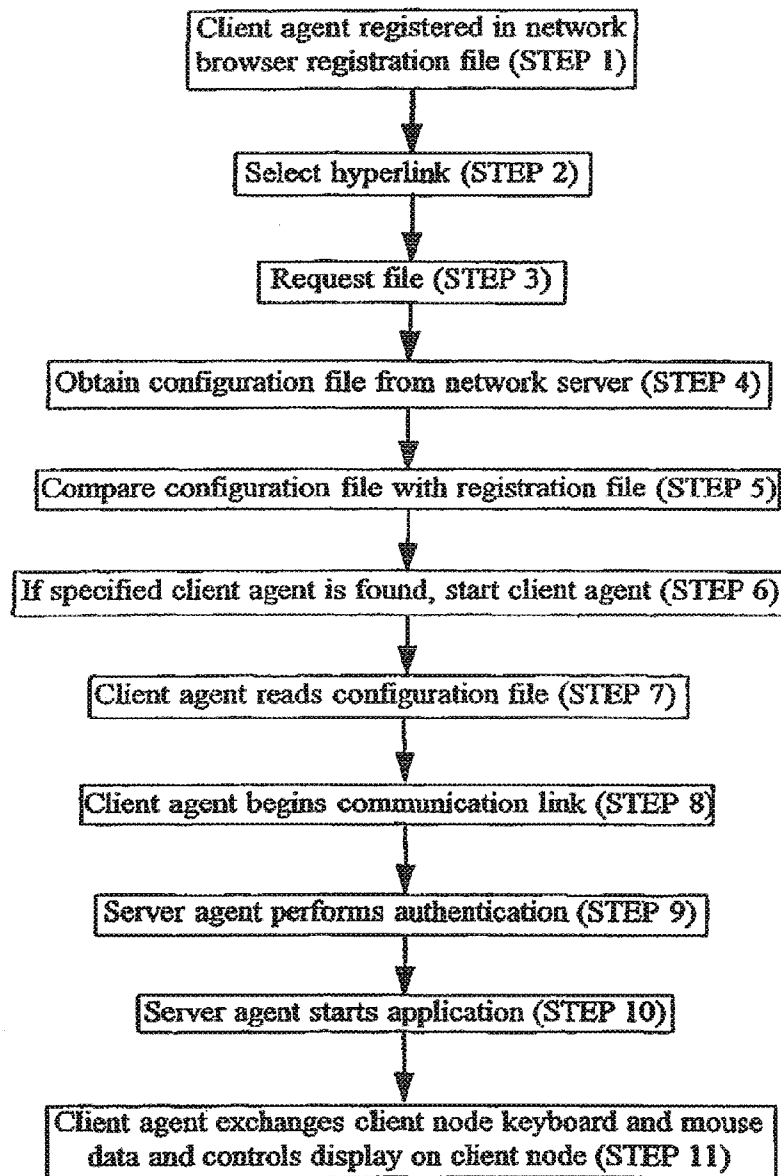 Client agent registered in network
browser registration file (STEP 1)
Select hyperlink (STEP 2)
Request file (STEP 3)
Obtain configuration file from network server (STEP 4)
Compare configuration file with registration file (STEP 5)
If specified client agent is found, start client agent (STEP 6)
Client agent reads configuration file (STEP 7)
Client agent begins communication link (STEP 8)
Server agent performs authentication (STEP 9)
Server agent starts application (STEP 10)
Client agent exchanges client node keyboard and mouse
data and controls display on client node (STEP 11)